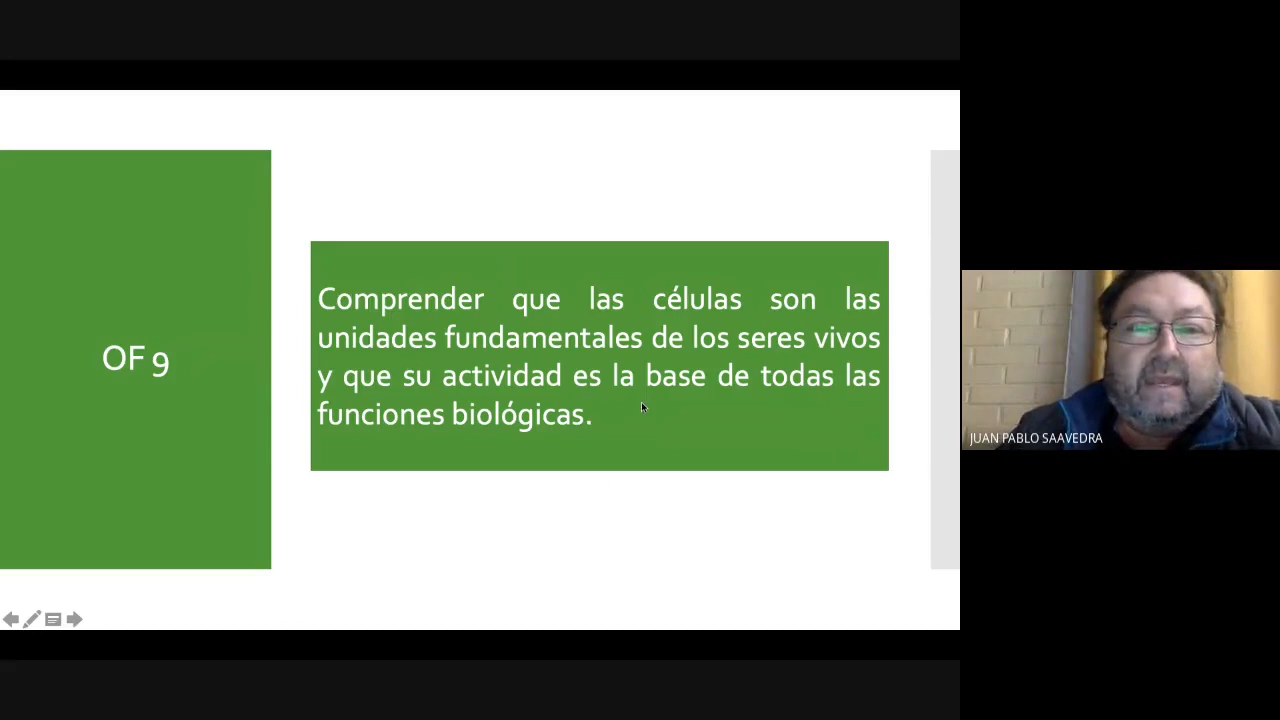 OF 9
Comprender que las células son las
unidades fundamentales de los seres vivos
y que su actividad es la base de todas las
funciones biológicas.
JUAN PABLO SAAVEDRA